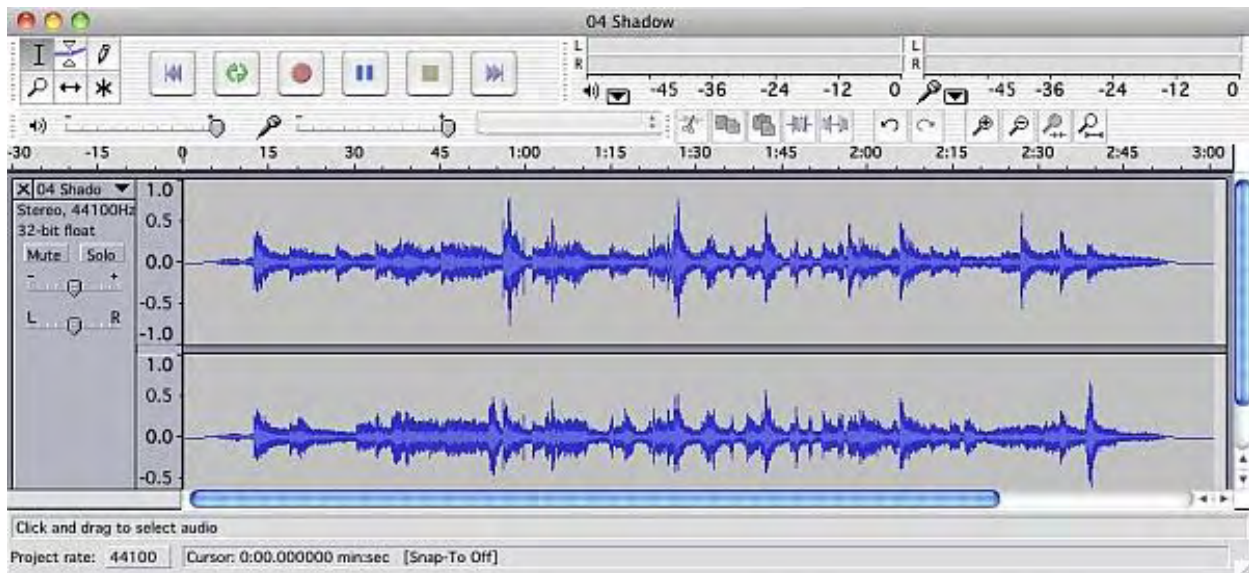 04 Shadow
L
R
-45 -36 -24 -12 0
L
R
-45 -36 -24 -12 0
-30 -15 0 15 30 45 1:00 1:15 1:30 1:45 2:00 2:15 2:30 2:45 3:00
04 Shado
Stereo, 44100Hz
32-bit float
Mute Solo
- +
L R
1.0
0.5
0.0
-0.5
-1.0
1.0
0.5
0.0
-0.5
Click and drag to select audio
Project rate: 44100 Cursor: 0:00.000000 min:sec [Snap-To Off]